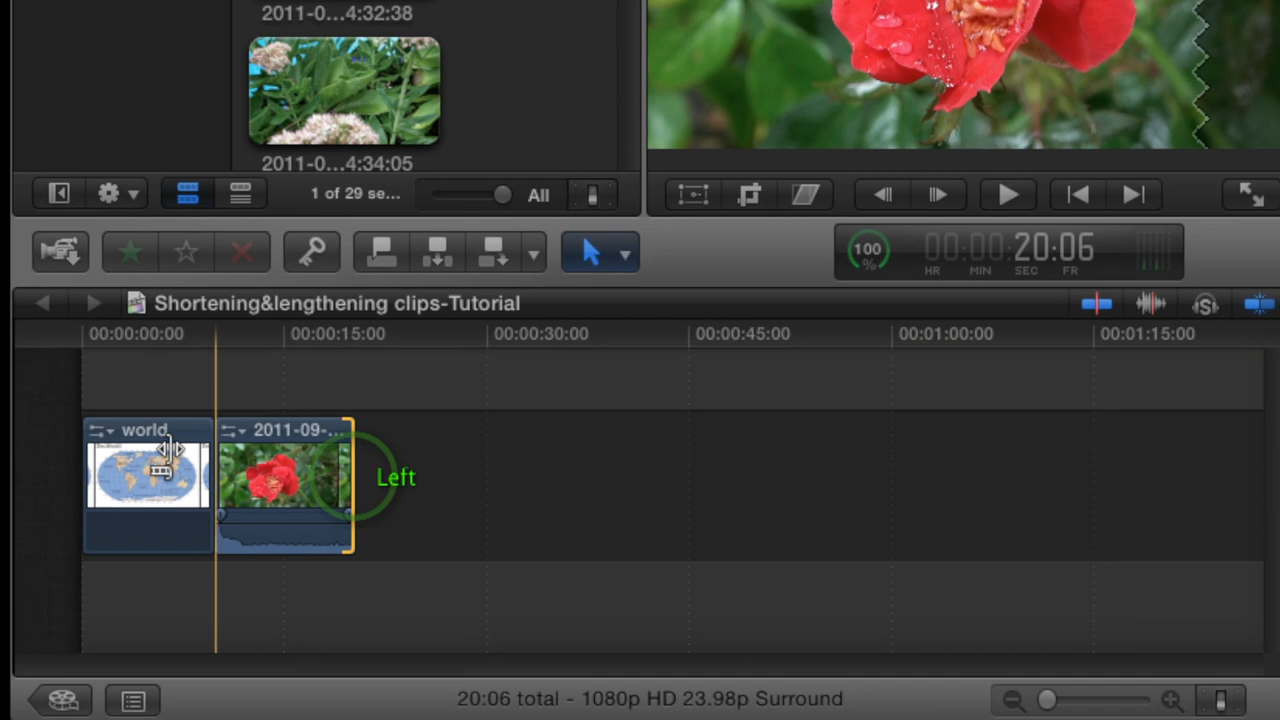 2011-0...4:32:38
2011-0...4:34:05
1 of 29 se... All
100 % 00:00:20:06
HR MIN SEC FR
Shortening&lengthening clips-Tutorial
00:00:00:00 00:00:15:00 00:00:30:00 00:00:45:00 00:01:00:00 00:01:15:00
world 2011-09-...
Left
20:06 total - 1080p HD 23.98p Surround